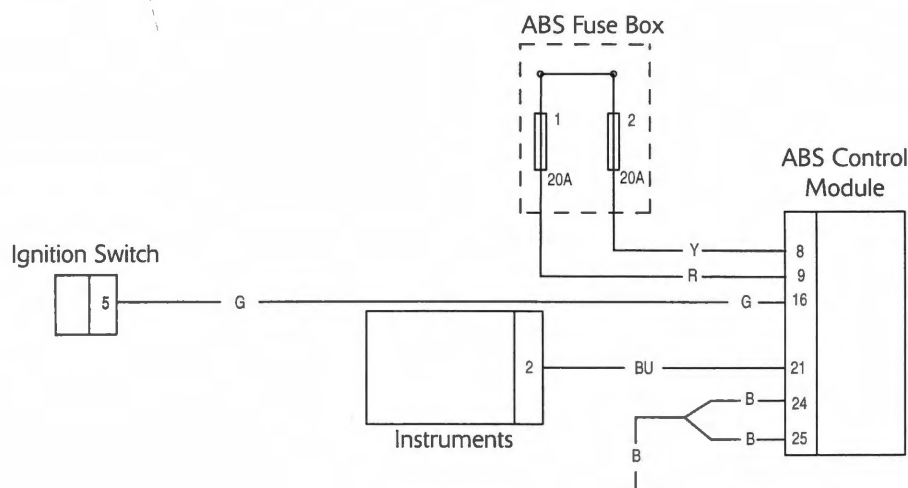 ABS Fuse Box
1
2
20A
20A
ABS Control
Module
Y
8
Ignition Switch
R
9
5
G
G
16
2
BU
21
B
24
Instruments
B
25
B